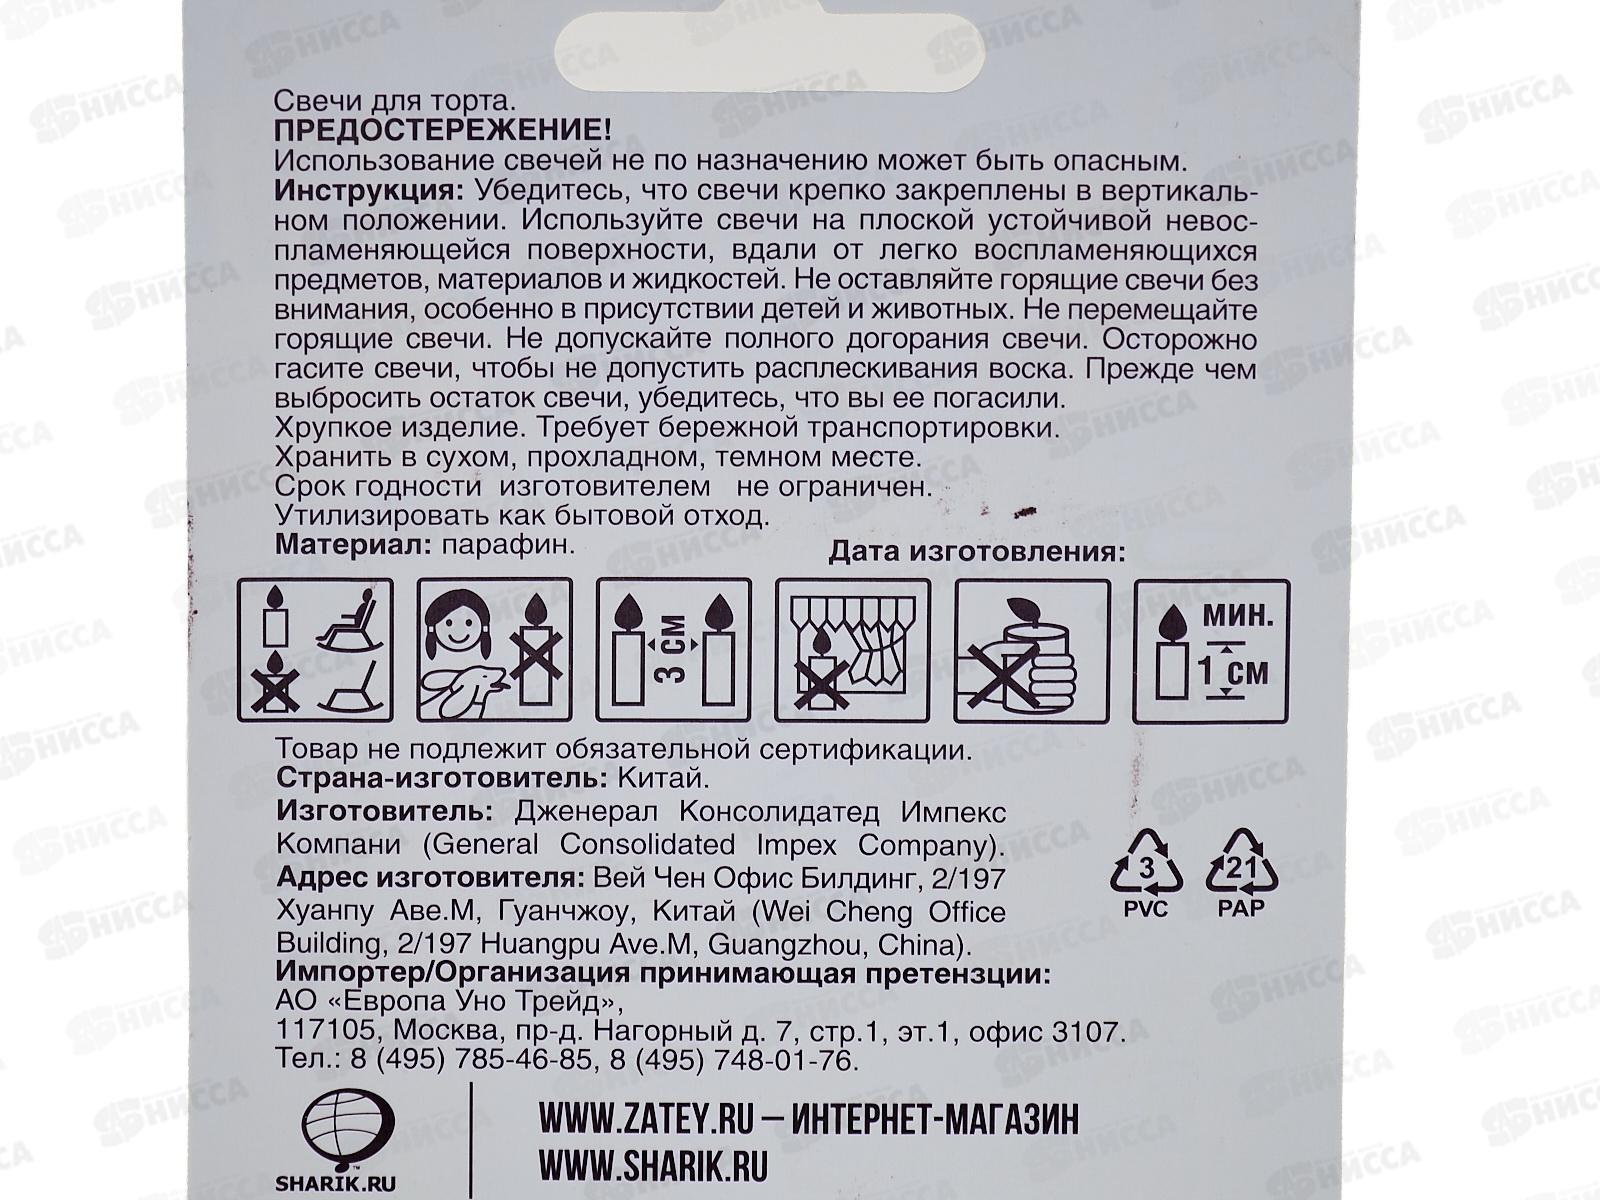 Свечи для торта.
ПРЕДОСТЕРЕЖЕНИЕ!
Использование свечей не по назначению может быть опасным.
Инструкция: Убедитесь, что свечи крепко закреплены в вертикаль-
ном положении. Используйте свечи на плоской устойчивой невос-
пламеняющейся поверхности, вдали от легко воспламеняющихся
предметов, материалов и жидкостей. Не оставляйте горящие свечи без
внимания, особенно в присутствии детей и животных. Не перемещайте
горящие свечи. Не допускайте полного догорания свечи. Осторожно
гасите свечи, чтобы не допустить расплескивания воска. Прежде чем
выбросить остаток свечи, убедитесь, что вы ее погасили.
Хрупкое изделие. Требует бережной транспортировки.
Хранить в сухом, прохладном, темном месте.
Срок годности изготовителем не ограничен.
Утилизировать как бытовой отход.
Материал: парафин.
Дата изготовления:
3 СМ
МИН.
1 СМ
Товар не подлежит обязательной сертификации.
Страна-изготовитель: Китай.
Изготовитель: Дженерал Консолидатед Импекс
Компани (General Consolidated Impex Company).
Адрес изготовителя: Вей Чен Офис Билдинг, 2/197
Хуанпу Аве.М, Гуанчжоу, Китай (Wei Cheng Office
Building, 2/197 Huangpu Ave.M, Guangzhou, China).
3
PVC
21
PAP
Импортер/Организация принимающая претензции:
АО «Европа Уно Трейд»,
117105, Москва, пр-д. Нагорный д. 7, стр.1, эт.1, офис 3107.
Тел.: 8 (495) 785-46-85, 8 (495) 748-01-76.
SHARIK.RU
WWW.ZATEY.RU – ИНТЕРНЕТ-МАГАЗИН
WWW.SHARIK.RU
НИССА